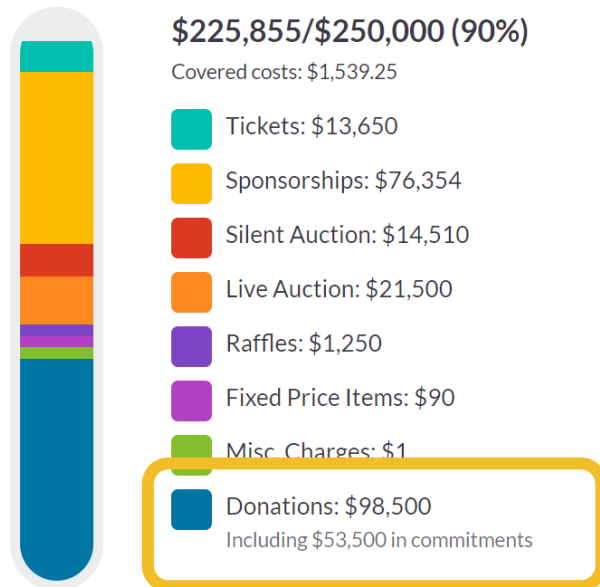 $225,855/$250,000 (90%)
Covered costs: $1,539.25
Tickets: $13,650
Sponsorships: $76,354
Silent Auction: $14,510
Live Auction: $21,500
Raffles: $1,250
Fixed Price Items: $90
Misc. Charges: $1
Donations: $98,500
Including $53,500 in commitments